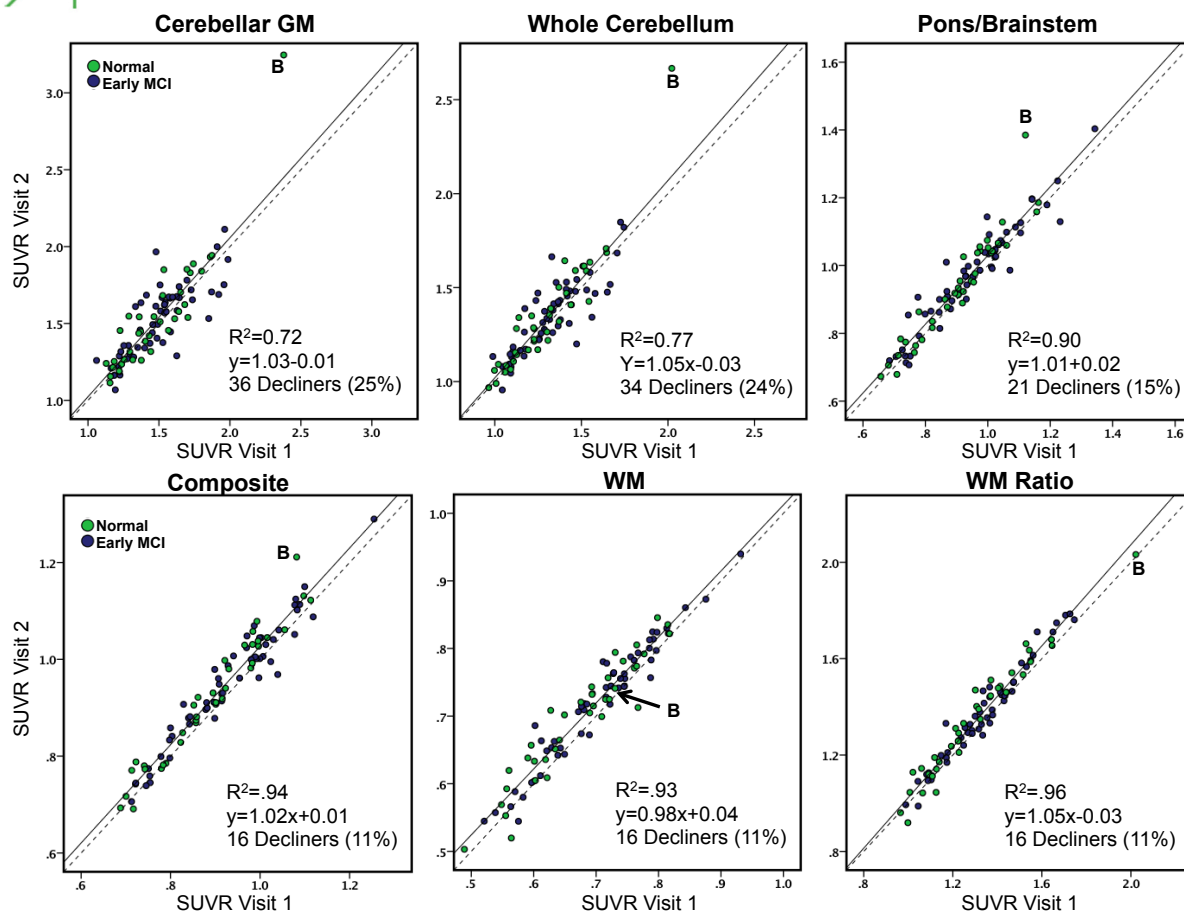 Cerebellar GM
Normal
Early MCI
B
SUVR Visit 2
3.0
2.5
2.0
1.5
1.0
R²=0.72
y=1.03-0.01
36 Decliners (25%)
1.0 1.5 2.0 2.5 3.0
SUVR Visit 1
Whole Cerebellum
B
2.5
2.0
1.5
1.0
R²=0.77
Y=1.05x-0.03
34 Decliners (24%)
1.0 1.5 2.0 2.5
SUVR Visit 1
Pons/Brainstem
B
1.6
1.4
1.2
1.0
.8
.6
R²=0.90
y=1.01+0.02
21 Decliners (15%)
.6 .8 1.0 1.2 1.4 1.6
SUVR Visit 1
Composite
Normal
Early MCI
B
SUVR Visit 2
1.2
1.0
.8
.6
R²=.94
y=1.02x+0.01
16 Decliners (11%)
.6 .8 1.0 1.2
SUVR Visit 1
WM
1.0
.9
.8
.7
.6
.5
B
R²=.93
y=0.98x+0.04
16 Decliners (11%)
.5 .6 .7 .8 .9 1.0
SUVR Visit 1
WM Ratio
2.0
1.6
1.2
.8
B
R²=.96
y=1.05x-0.03
16 Decliners (11%)
.8 1.2 1.6 2.0
SUVR Visit 1